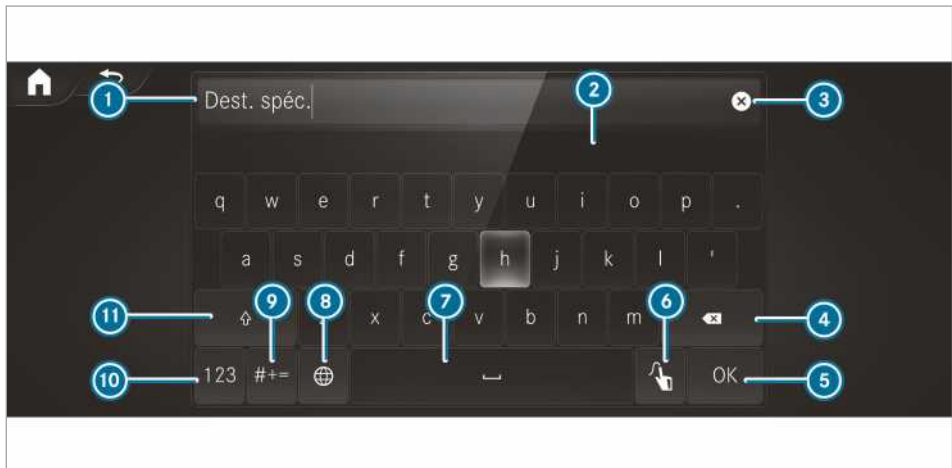 1 Dest. spéc. 2 3
q w e r t y u i o p .
a s d f g h j k l '
11 9 8 7 6 4
x c v b n m
10 123 #+= OK 5